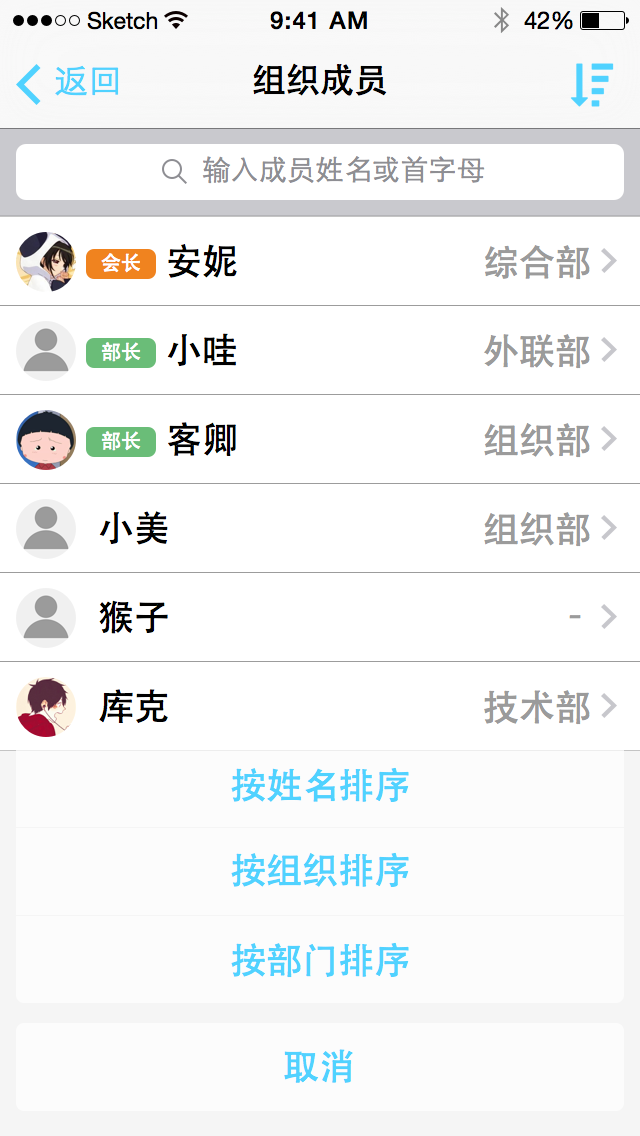 Sketch 9:41 AM 42%
返回 组织成员
输入成员姓名或首字母
会长 安妮 综合部
部长 小哇 外联部
部长 客卿 组织部
小美 组织部
猴子 -
库克 技术部
按姓名排序
按组织排序
按部门排序
取消